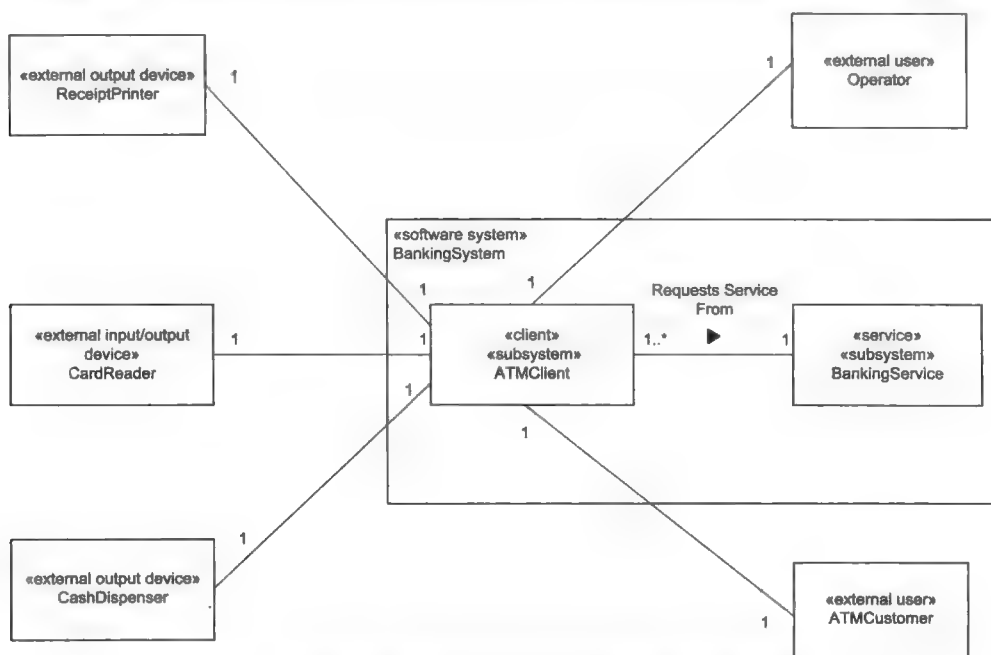 «external output device»
ReceiptPrinter
1
1
«external user»
Operator
«software system»
BankingSystem
1
1
Requests Service
From
«external input/output
device»
CardReader
1
1
«client»
«subsystem»
ATMClient
1..*
1
«service»
«subsystem»
BankingService
1
1
1
«external output device»
CashDispenser
1
«external user»
ATMCustomer